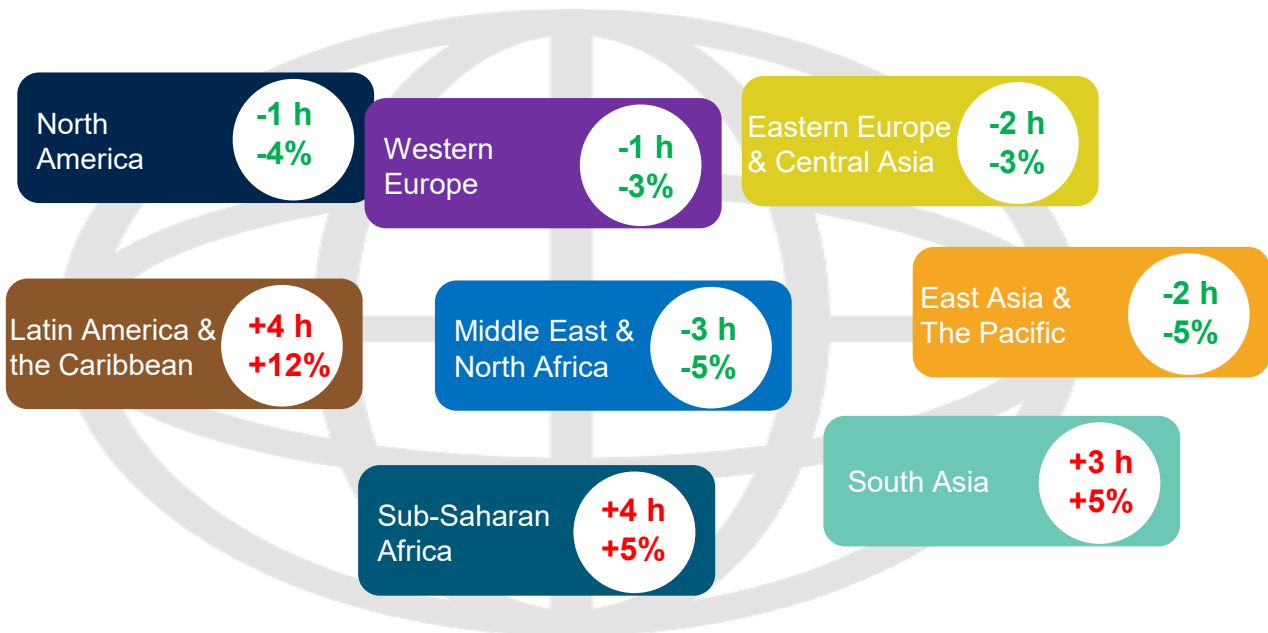 North
America
-1 h
-4%
Western
Europe
-1 h
-3%
Eastern Europe
& Central Asia
-2 h
-3%
Latin America &
the Caribbean
+4 h
+12%
Middle East &
North Africa
-3 h
-5%
East Asia &
The Pacific
-2 h
-5%
Sub-Saharan
Africa
+4 h
+5%
South Asia
+3 h
+5%